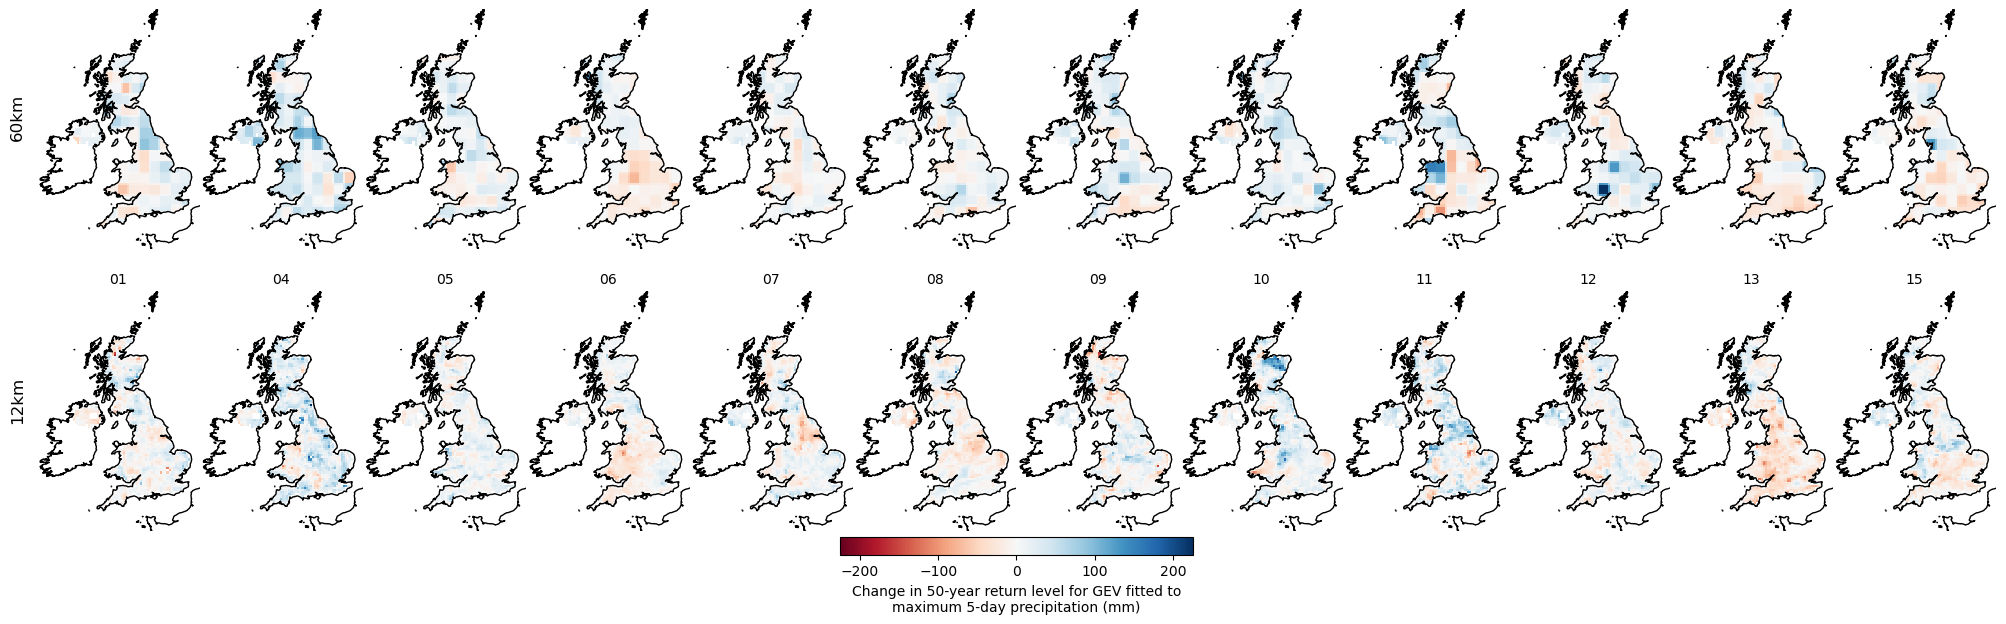 60km
01 04 05 06 07 08 09 10 11 12 13 15
12km
−200 −100 0 100 200
Change in 50-year return level for GEV fitted to
maximum 5-day precipitation (mm)